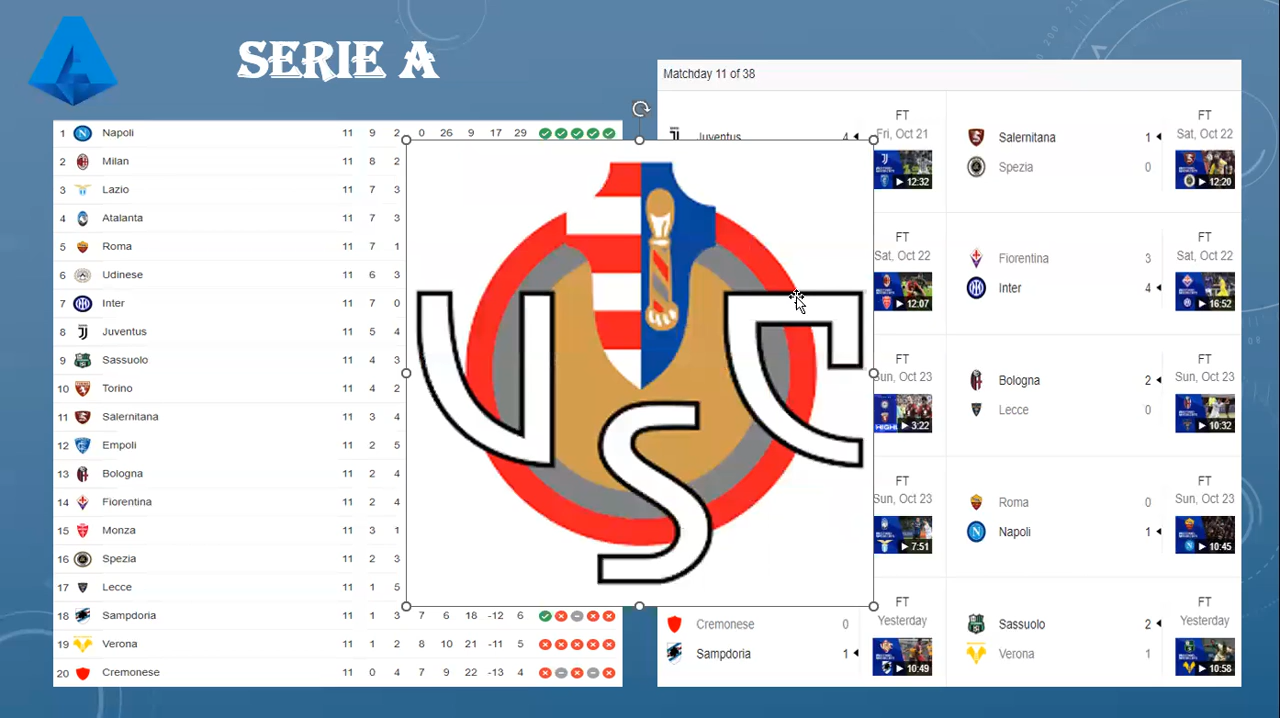 SERIE A
1 Napoli 11 9 2 0 26 9 17 29
2 Milan 11 8 2
3 Lazio 11 7 3
4 Atalanta 11 7 3
5 Roma 11 7 1
6 Udinese 11 6 3
7 Inter 11 7 0
8 Juventus 11 5 4
9 Sassuolo 11 4 3
10 Torino 11 4 2
11 Salernitana 11 3 4
12 Empoli 11 2 5
13 Bologna 11 2 4
14 Fiorentina 11 2 4
15 Monza 11 3 1
16 Spezia 11 2 3
17 Lecce 11 1 5
18 Sampdoria 11 1 3 7 6 18 -12 6
19 Verona 11 1 2 8 10 21 -11 5
20 Cremonese 11 0 4 7 9 22 -13 4
U S C
Matchday 11 of 38
Juventus 4
FT
Fri, Oct 21
12:32
Salernitana 1
Spezia 0
FT
Sat, Oct 22
12:20
FT
Sat, Oct 22
12:07
Fiorentina 3
Inter 4
FT
Sat, Oct 22
16:52
FT
Sun, Oct 23
HIGHL
3:22
Bologna 2
Lecce 0
FT
Sun, Oct 23
10:32
FT
Sun, Oct 23
7:51
Roma 0
Napoli 1
FT
Sun, Oct 23
10:45
Cremonese 0
Sampdoria 1
FT
Yesterday
10:49
Sassuolo 2
Verona 1
FT
Yesterday
10:58